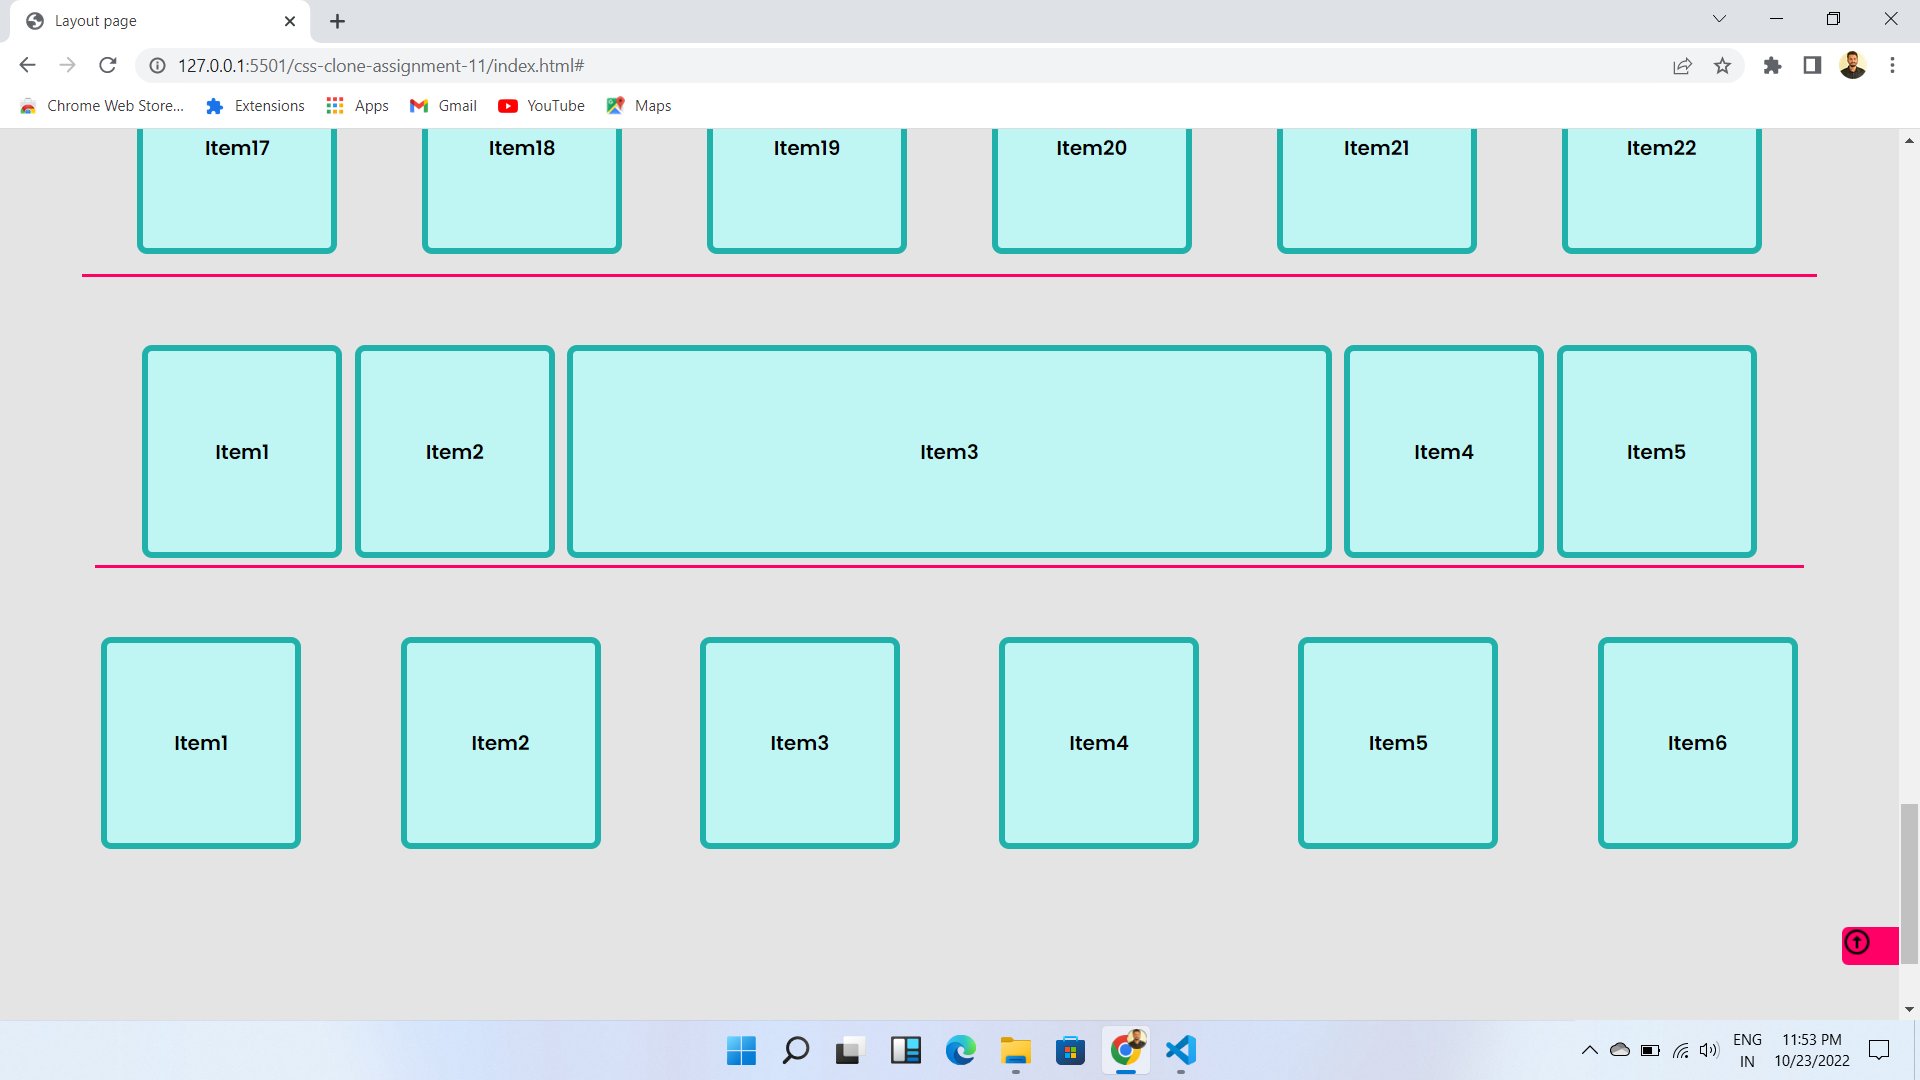 Layout page
127.0.0.1:5501/css-clone-assignment-11/index.html#
Chrome Web Store... Extensions Apps Gmail YouTube Maps
Item17 Item18 Item19 Item20 Item21 Item22
Item1 Item2 Item3 Item4 Item5
Item1 Item2 Item3 Item4 Item5 Item6
ENG 11:53 PM
IN 10/23/2022